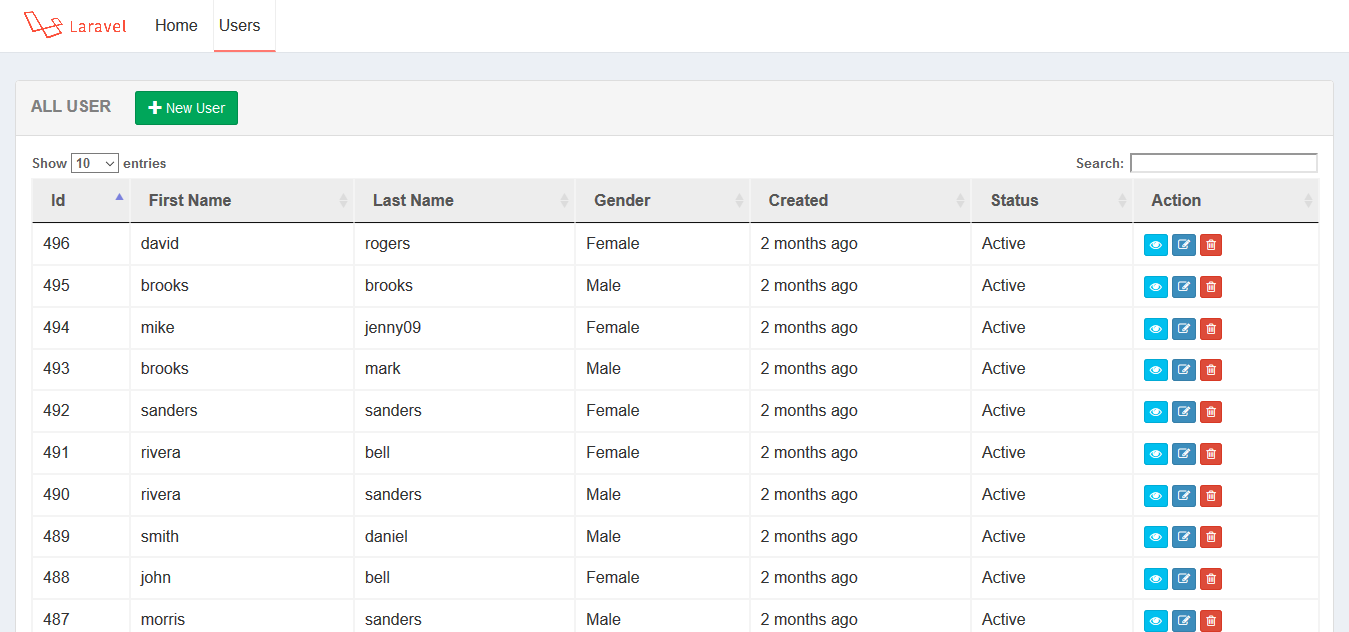 Laravel Home Users
ALL USER New User
Show 10 entries Search:
Id First Name Last Name Gender Created Status Action
496 david rogers Female 2 months ago Active
495 brooks brooks Male 2 months ago Active
494 mike jenny09 Female 2 months ago Active
493 brooks mark Male 2 months ago Active
492 sanders sanders Female 2 months ago Active
491 rivera bell Female 2 months ago Active
490 rivera sanders Male 2 months ago Active
489 smith daniel Male 2 months ago Active
488 john bell Female 2 months ago Active
487 morris sanders Male 2 months ago Active